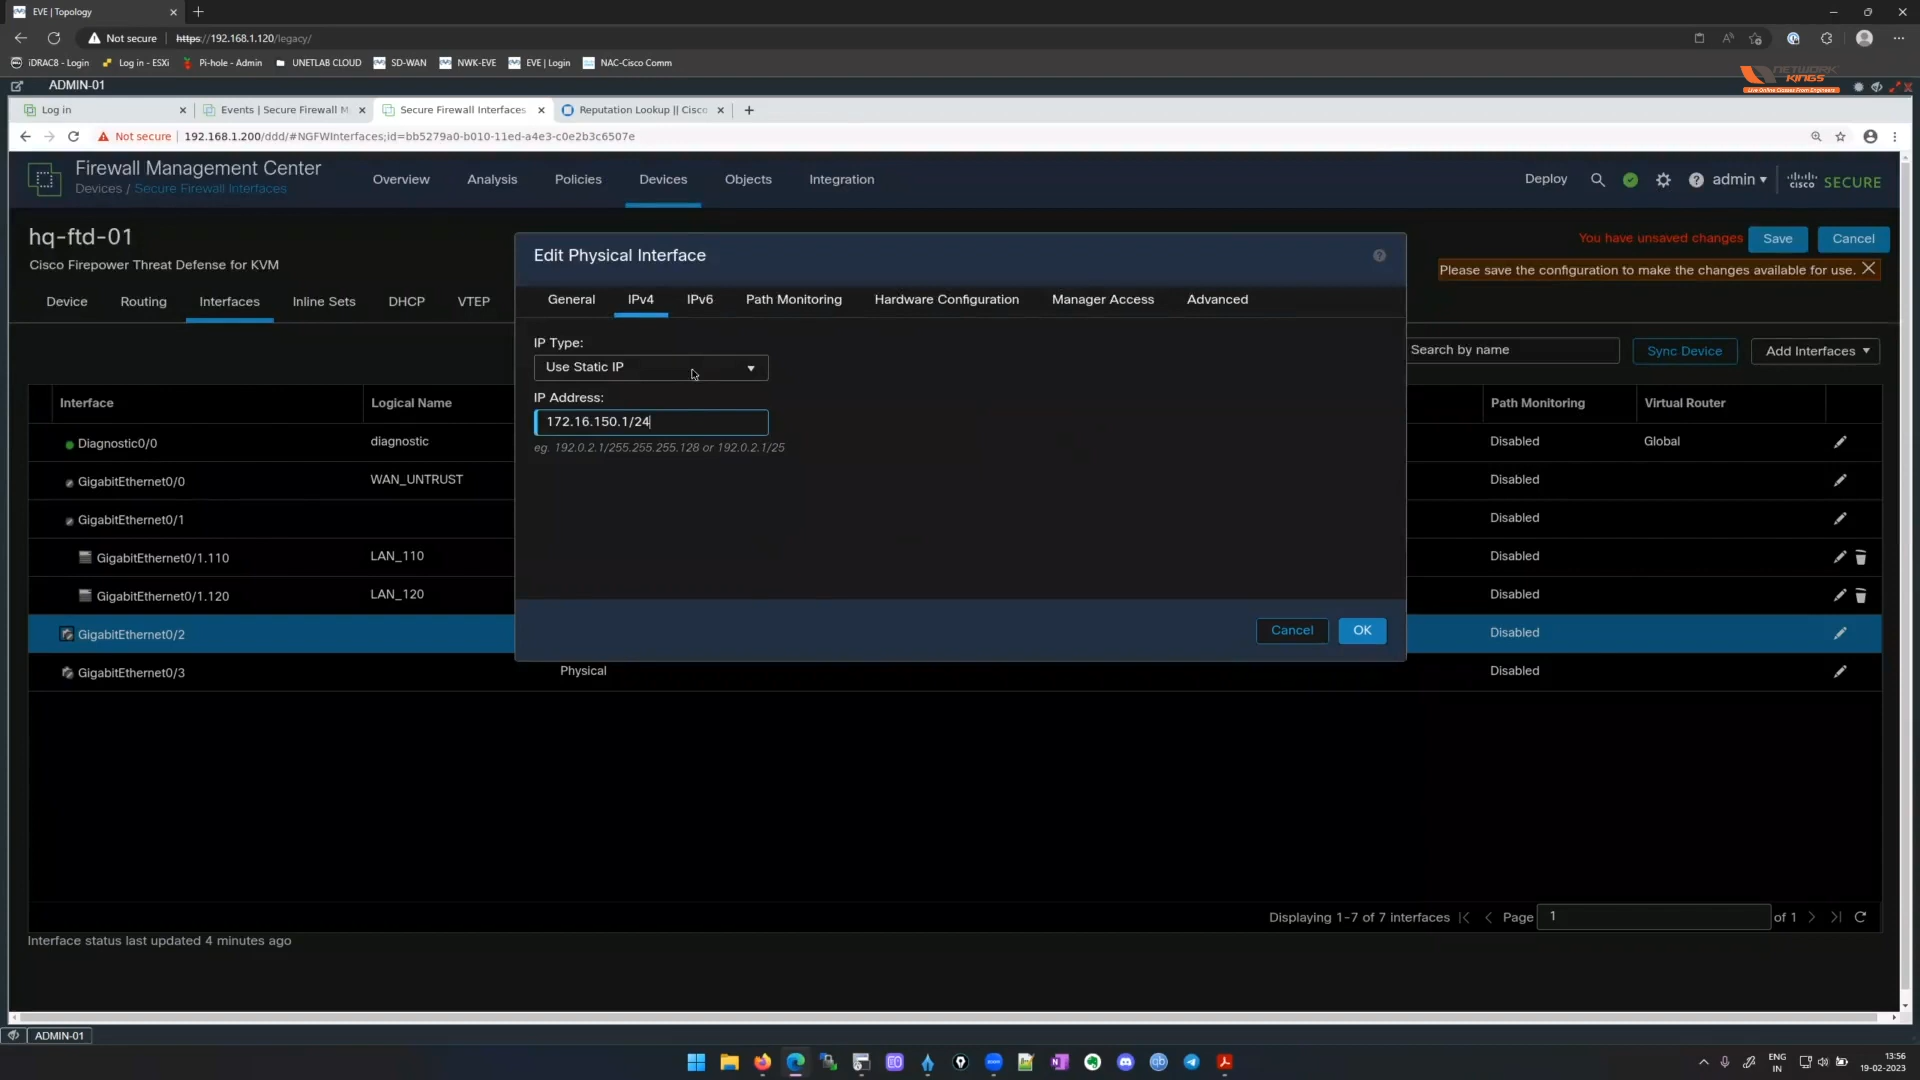 EVE | Topology
Not secure
https://192.168.1.120/legacy/
iDRAC8 - Login
Log in - ESXi
Pi-hole - Admin
UNETLAB CLOUD
SD-WAN
NWK-EVE
EVE | Login
NAC-Cisco Comm
ADMIN-01
NETWORK KINGS
Live Online Classes From Engineers
Log in
Events | Secure Firewall M
Secure Firewall Interfaces
Reputation Lookup || Cisco
Not secure
192.168.1.200/ddd/#NGFWInterfaces;id=bb5279a0-b010-11ed-a4e3-c0e2b3c6507e
Firewall Management Center
Devices / Secure Firewall Interfaces
Overview
Analysis
Policies
Devices
Objects
Integration
Deploy
admin
cisco SECURE
hq-ftd-01
Cisco Firepower Threat Defense for KVM
You have unsaved changes
Save
Cancel
Please save the configuration to make the changes available for use.
Device
Routing
Interfaces
Inline Sets
DHCP
VTEP
Edit Physical Interface
General
IPv4
IPv6
Path Monitoring
Hardware Configuration
Manager Access
Advanced
IP Type:
Use Static IP
IP Address:
172.16.150.1/24
eg. 192.0.2.1/255.255.255.128 or 192.0.2.1/25
Cancel
OK
Search by name
Sync Device
Add Interfaces
Interface
Logical Name
Path Monitoring
Virtual Router
Diagnostic0/0
diagnostic
Disabled
Global
GigabitEthernet0/0
WAN_UNTRUST
Disabled
GigabitEthernet0/1
Disabled
GigabitEthernet0/1.110
LAN_110
Disabled
GigabitEthernet0/1.120
LAN_120
Disabled
GigabitEthernet0/2
Disabled
GigabitEthernet0/3
Physical
Disabled
Displaying 1-7 of 7 interfaces
Page
1
of 1
Interface status last updated 4 minutes ago
ADMIN-01
ENG
IN
13:56
19-02-2023